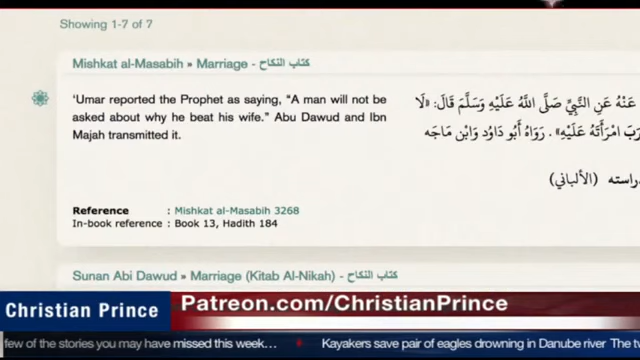 Showing 1-7 of 7
Mishkat al-Masabih » Marriage - كتاب النكاح
‘Umar reported the Prophet as saying, “A man will not be
asked about why he beat his wife.” Abu Dawud and Ibn
Majah transmitted it.
عَنْهُ عَنِ النَّبِيِّ صَلَّى اللَّهُ عَلَيْهِ وَسَلَّمَ قَالَ: «لَا
امْرَأَتَهُ عَلَيْهِ» . رَوَاهُ أَبُو دَاوُد وَابْن مَاجَه
(الألباني)
Reference : Mishkat al-Masabih 3268
In-book reference : Book 13, Hadith 184
Sunan Abi Dawud » Marriage (Kitab Al-Nikah) - كتاب النكاح
Christian Prince
Patreon.com/ChristianPrince
few of the stories you may have missed this week… Kayakers save pair of eagles drowning in Danube river The